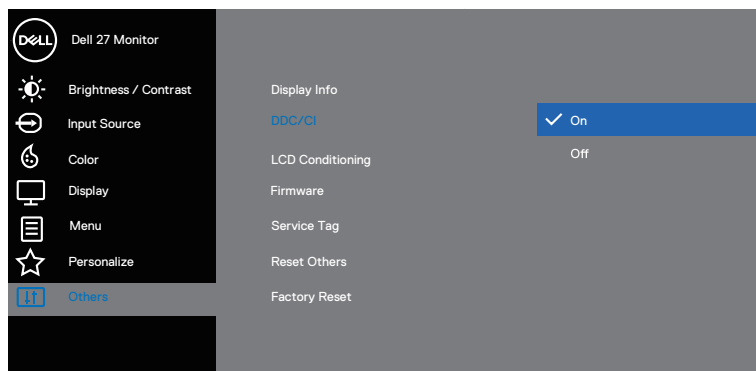 DELL
Dell 27 Monitor
Brightness / Contrast
Input Source
Color
Display
Menu
Personalize
Others
Display Info
DDC/CI
LCD Conditioning
Firmware
Service Tag
Reset Others
Factory Reset
On
Off